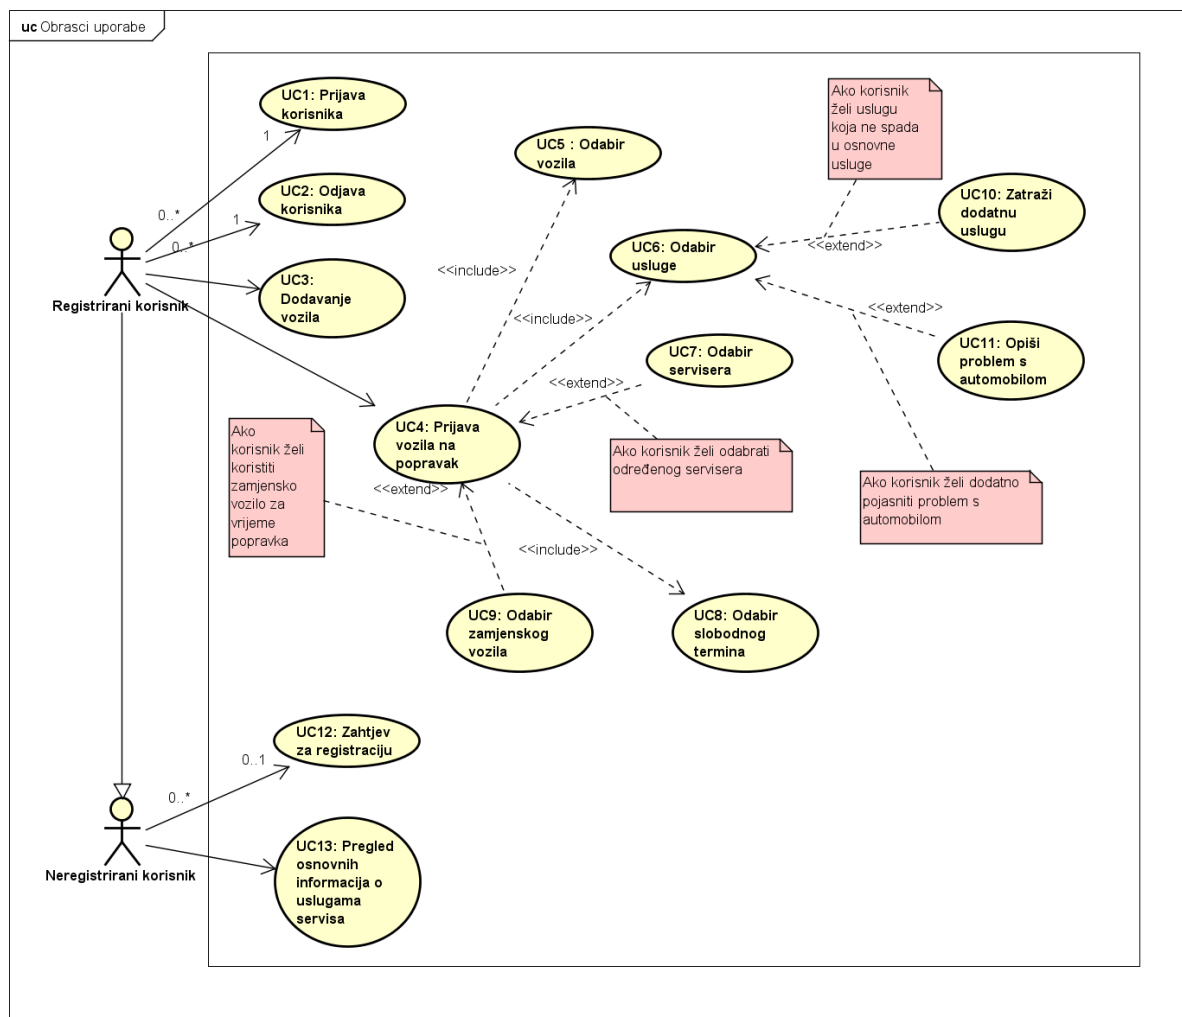 uc Obrasci uporabe
UC1: Prijava
korisnika
1
0..*
UC2: Odjava
korisnika
1
0..*
Registrirani korisnik
UC3:
Dodavanje
vozila
UC5 : Odabir
vozila
Ako korisnik
želi uslugu
koja ne spada
u osnovne
usluge
UC10: Zatraži
dodatnu
uslugu
<<extend>>
UC6: Odabir
usluge
<<include>>
<<include>>
<<extend>>
UC11: Opiši
problem s
automobilom
UC7: Odabir
servisera
<<extend>>
UC4: Prijava
vozila na
popravak
Ako
korisnik želi
koristiti
zamjensko
vozilo za
vrijeme
popravka
Ako korisnik želi odabrati
određenog servisera
Ako korisnik želi dodatno
pojasniti problem s
automobilom
<<extend>>
<<include>>
UC9: Odabir
zamjenskog
vozila
UC8: Odabir
slobodnog
termina
UC12: Zahtjev
za registraciju
0..1
0..*
Neregistrirani korisnik
UC13: Pregled
osnovnih
informacija o
uslugama
servisa